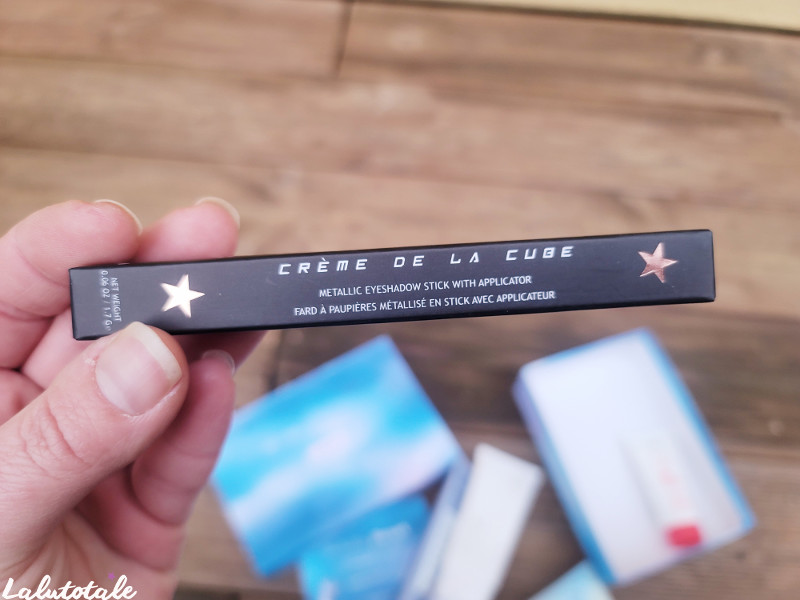 CRÈME DE LA CUBE
METALLIC EYESHADOW STICK WITH APPLICATOR
FARD À PAUPIÈRES MÉTALLISÉ EN STICK AVEC APPLICATEUR
NET WEIGHT
0.06 OZ / 1.7 G
Lalutotale